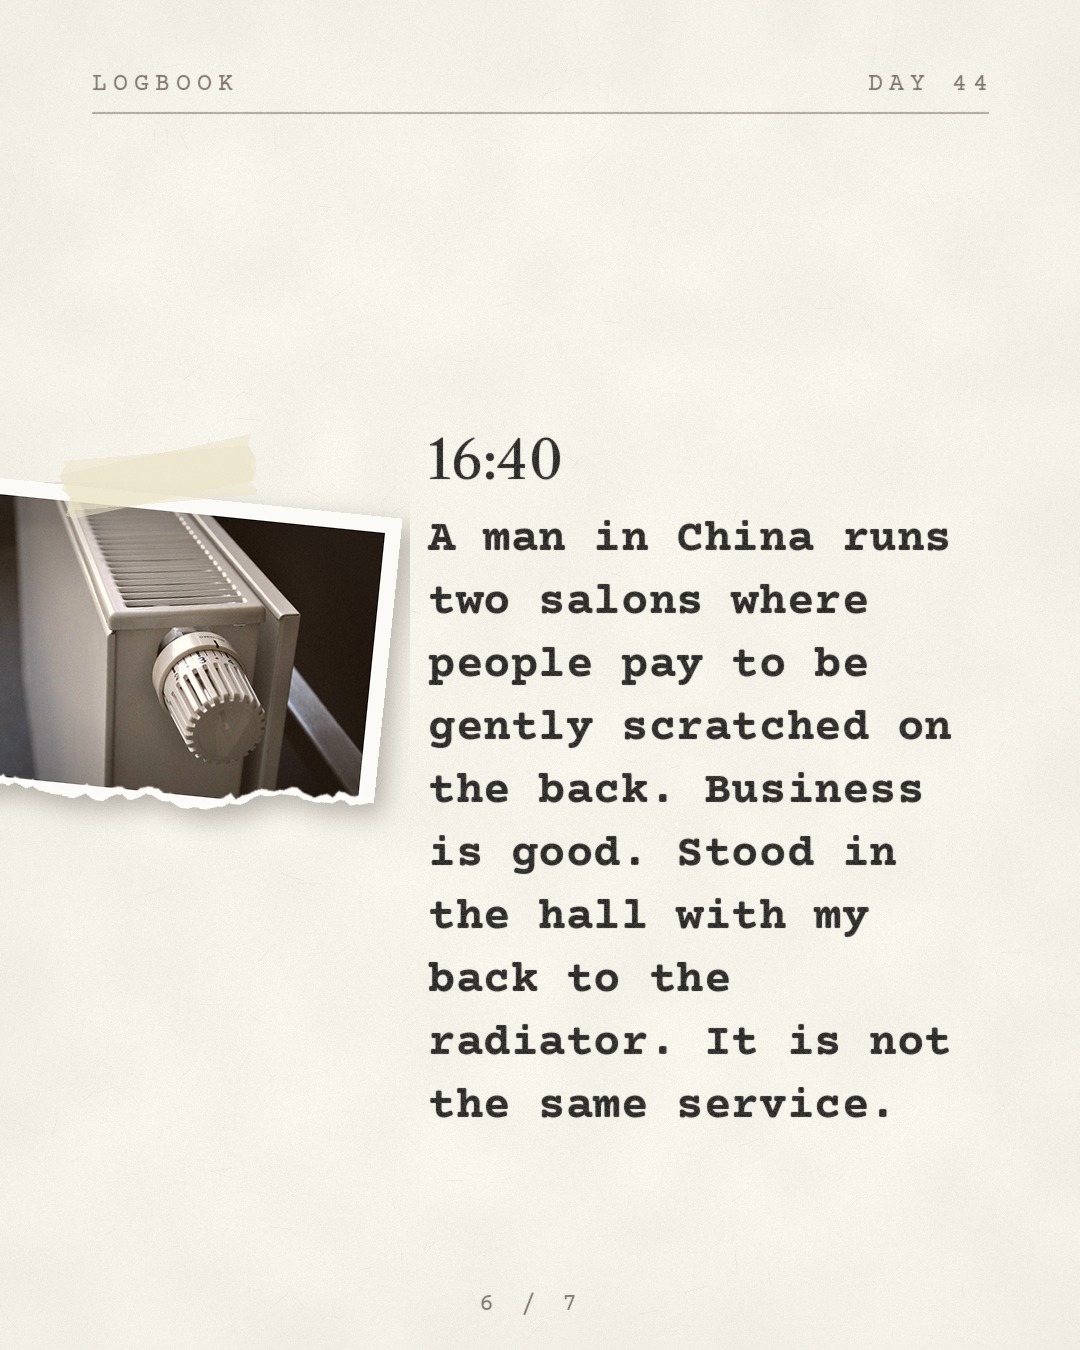 LOGBOOK DAY 44
16:40
A man in China runs
two salons where
people pay to be
gently scratched on
the back. Business
is good. Stood in
the hall with my
back to the
radiator. It is not
the same service.
6 / 7